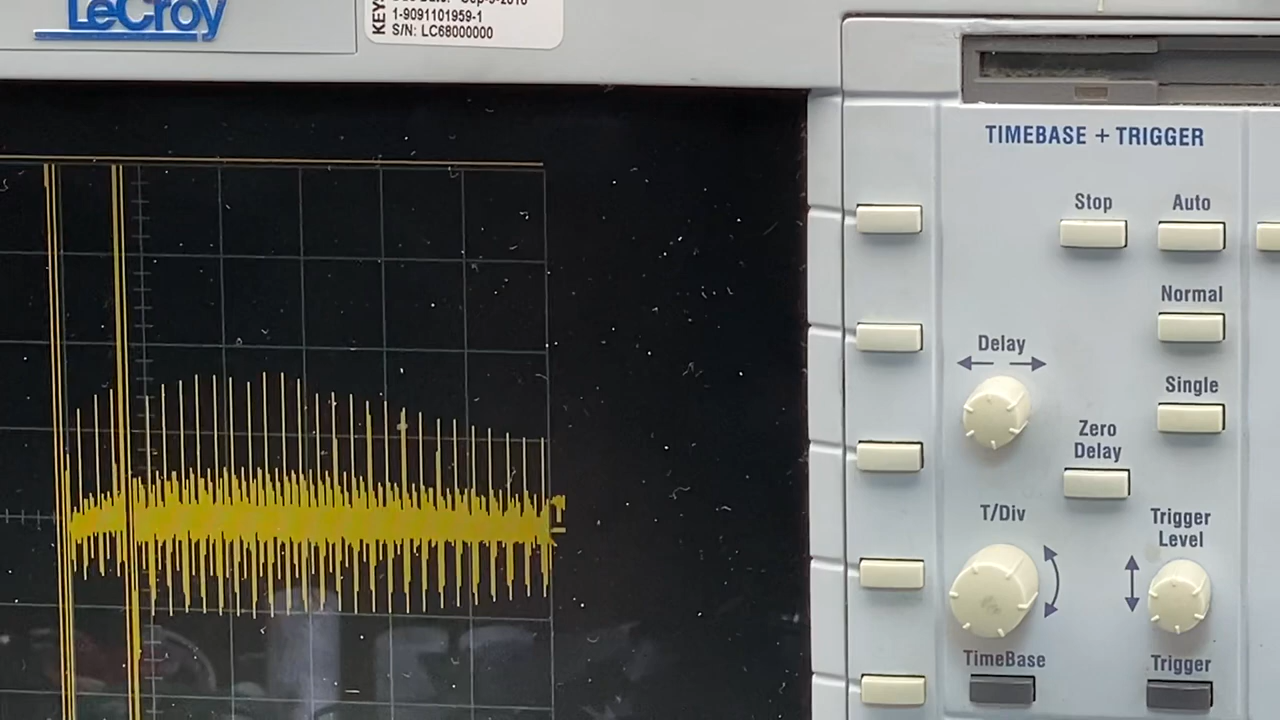 LeCroy
KEYS
1-9091101959-1
S/N: LC68000000
TIMEBASE + TRIGGER
Stop
Auto
Normal
Delay
Single
Zero
Delay
T/Div
Trigger
Level
TimeBase
Trigger